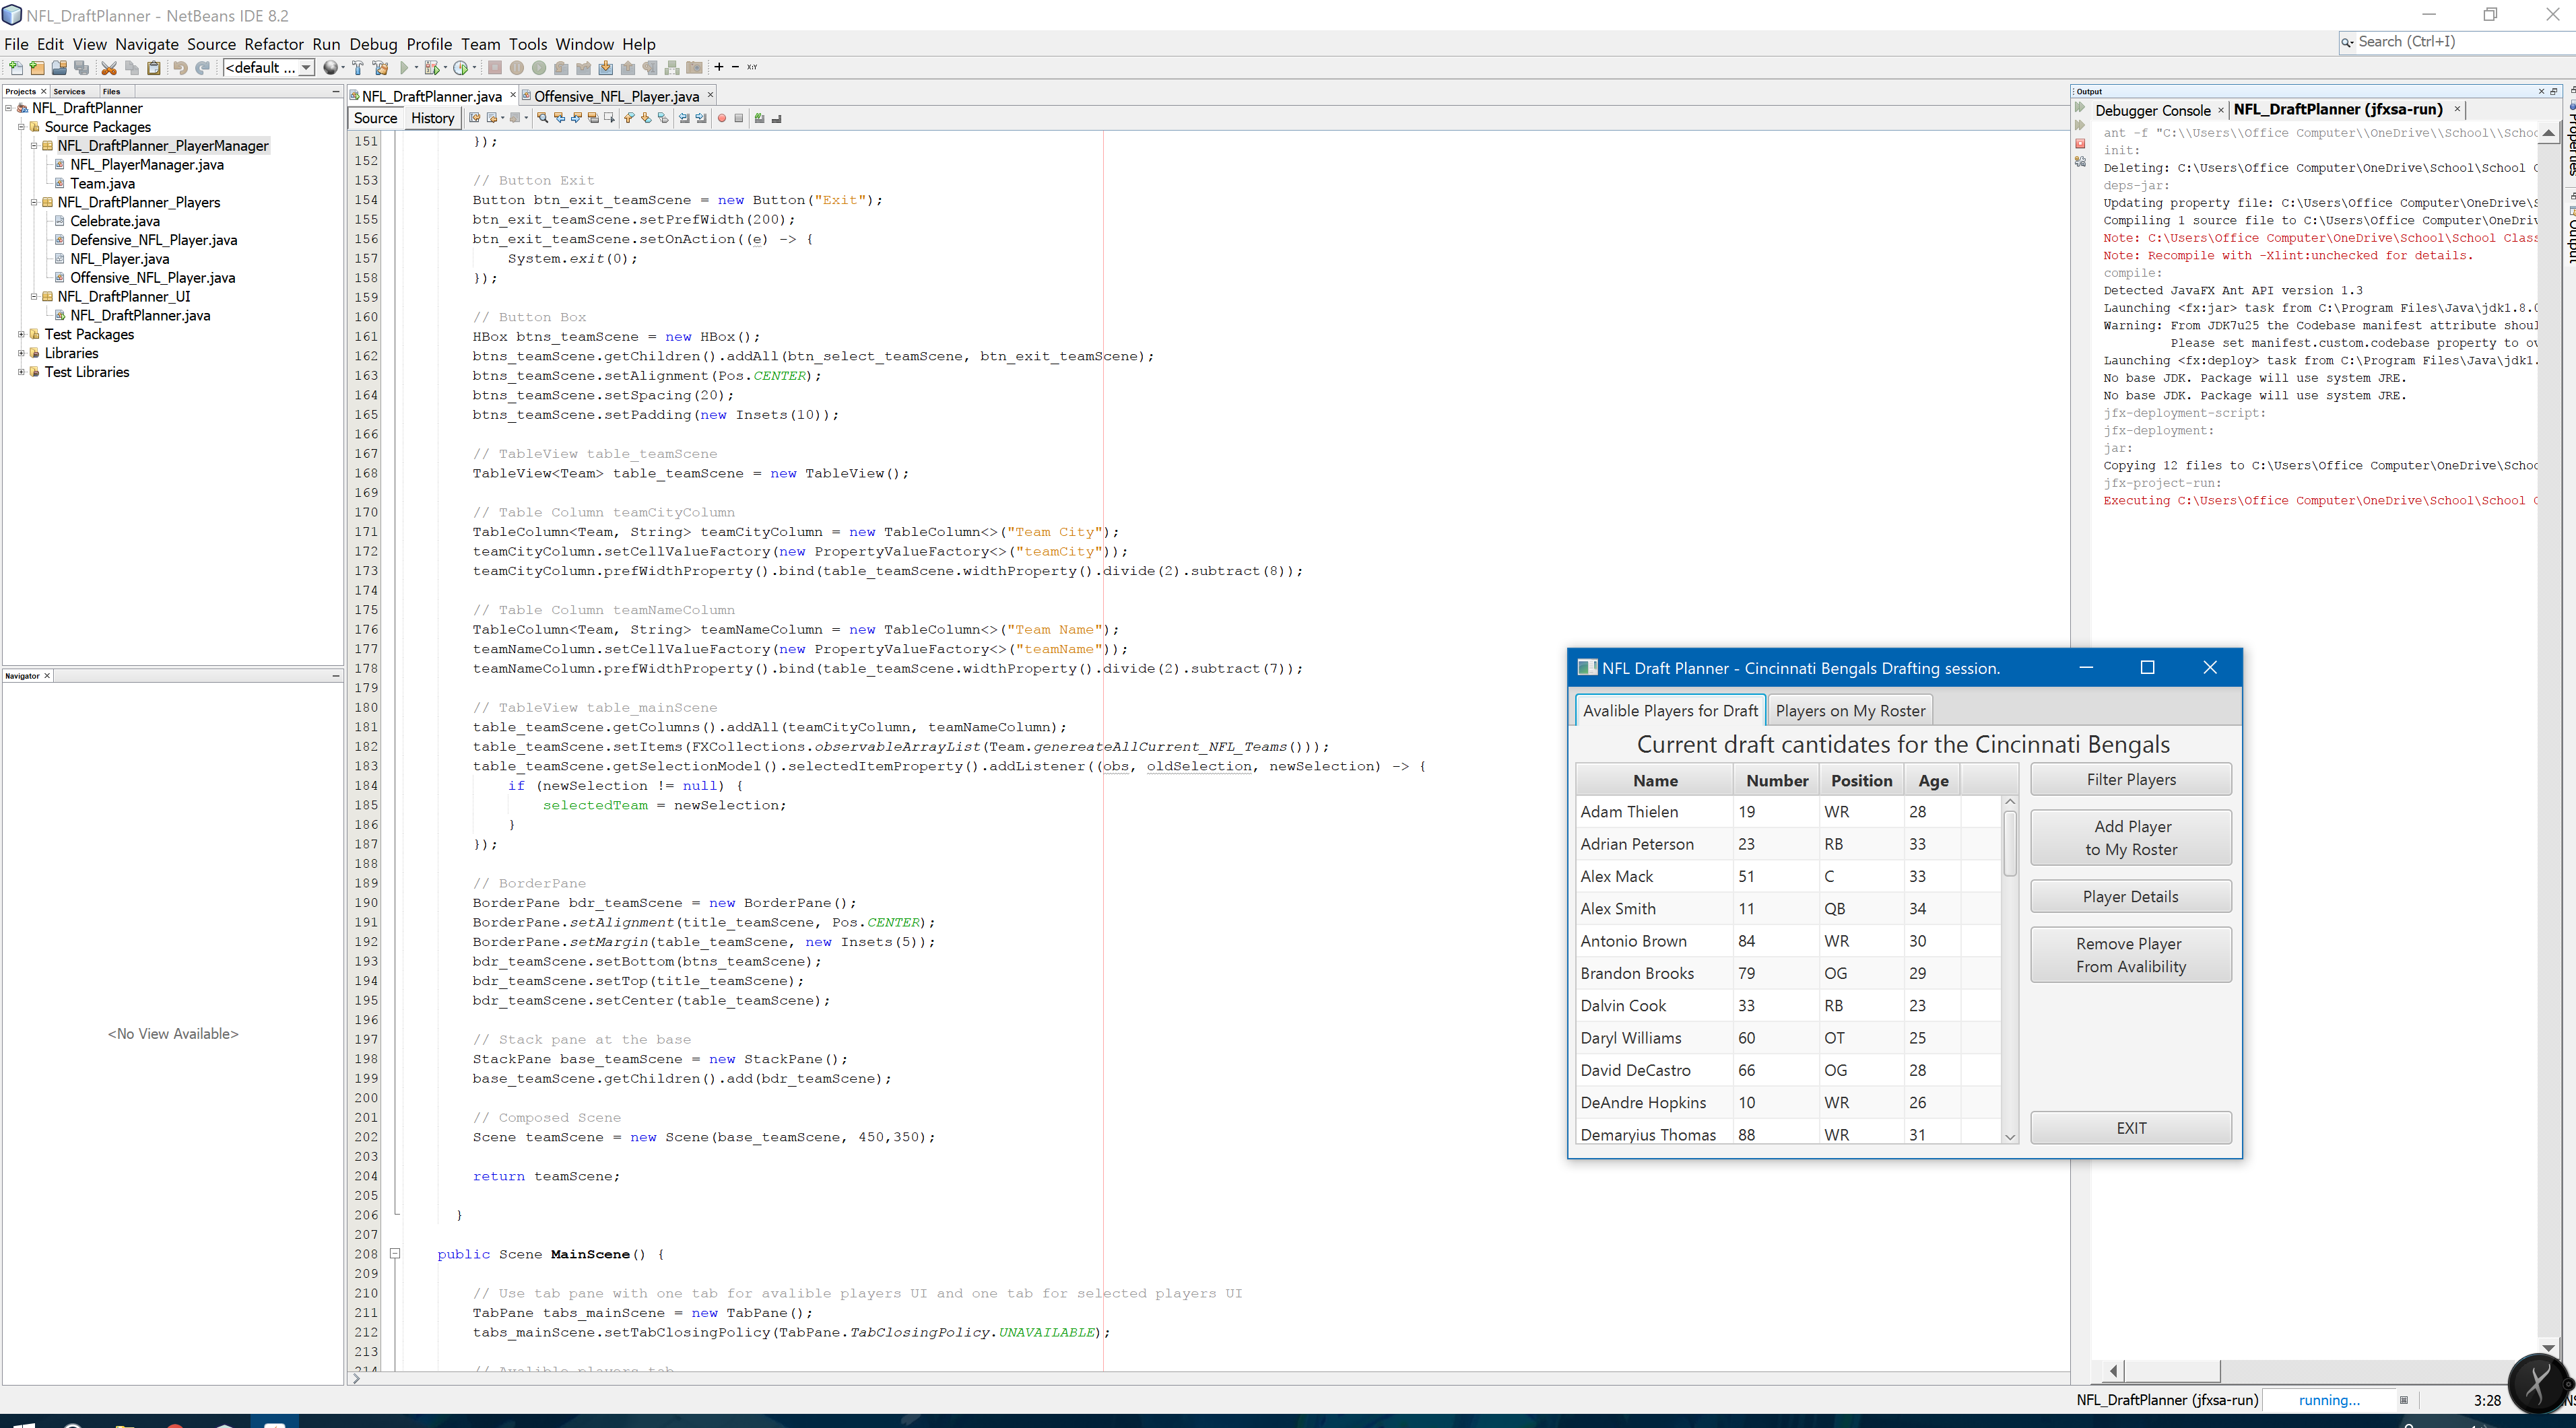 NFL_DraftPlanner - NetBeans IDE 8.2
File Edit View Navigate Source Refactor Run Debug Profile Team Tools Window Help
Search (Ctrl+I)
<default ...
Projects Services Files
NFL_DraftPlanner
Source Packages
NFL_DraftPlanner_PlayerManager
NFL_PlayerManager.java
Team.java
NFL_DraftPlanner_Players
Celebrate.java
Defensive_NFL_Player.java
NFL_Player.java
Offensive_NFL_Player.java
NFL_DraftPlanner_UI
NFL_DraftPlanner.java
Test Packages
Libraries
Test Libraries
Navigator
<No View Available>
NFL_DraftPlanner.java Offensive_NFL_Player.java
Source History
151 });
152
153 // Button Exit
154 Button btn_exit_teamScene = new Button("Exit");
155 btn_exit_teamScene.setPrefWidth(200);
156 btn_exit_teamScene.setOnAction((e) -> {
157 System.exit(0);
158 });
159
160 // Button Box
161 HBox btns_teamScene = new HBox();
162 btns_teamScene.getChildren().addAll(btn_select_teamScene, btn_exit_teamScene);
163 btns_teamScene.setAlignment(Pos.CENTER);
164 btns_teamScene.setSpacing(20);
165 btns_teamScene.setPadding(new Insets(10));
166
167 // TableView table_teamScene
168 TableView<Team> table_teamScene = new TableView();
169
170 // Table Column teamCityColumn
171 TableColumn<Team, String> teamCityColumn = new TableColumn<>("Team City");
172 teamCityColumn.setCellValueFactory(new PropertyValueFactory<>("teamCity"));
173 teamCityColumn.prefWidthProperty().bind(table_teamScene.widthProperty().divide(2).subtract(8));
174
175 // Table Column teamNameColumn
176 TableColumn<Team, String> teamNameColumn = new TableColumn<>("Team Name");
177 teamNameColumn.setCellValueFactory(new PropertyValueFactory<>("teamName"));
178 teamNameColumn.prefWidthProperty().bind(table_teamScene.widthProperty().divide(2).subtract(7));
179
180 // TableView table_mainScene
181 table_teamScene.getColumns().addAll(teamCityColumn, teamNameColumn);
182 table_teamScene.setItems(FXCollections.observableArrayList(Team.genereateAllCurrent_NFL_Teams()));
183 table_teamScene.getSelectionModel().selectedItemProperty().addListener((obs, oldSelection, newSelection) -> {
184 if (newSelection != null) {
185 selectedTeam = newSelection;
186 }
187 });
188
189 // BorderPane
190 BorderPane bdr_teamScene = new BorderPane();
191 BorderPane.setAlignment(title_teamScene, Pos.CENTER);
192 BorderPane.setMargin(table_teamScene, new Insets(5));
193 bdr_teamScene.setBottom(btns_teamScene);
194 bdr_teamScene.setTop(title_teamScene);
195 bdr_teamScene.setCenter(table_teamScene);
196
197 // Stack pane at the base
198 StackPane base_teamScene = new StackPane();
199 base_teamScene.getChildren().add(bdr_teamScene);
200
201 // Composed Scene
202 Scene teamScene = new Scene(base_teamScene, 450,350);
203
204 return teamScene;
205
206 }
207
208 public Scene MainScene() {
209
210 // Use tab pane with one tab for avalible players UI and one tab for selected players UI
211 TabPane tabs_mainScene = new TabPane();
212 tabs_mainScene.setTabClosingPolicy(TabPane.TabClosingPolicy.UNAVAILABLE);
213
214 // Avalible players tab
Output
Debugger Console NFL_DraftPlanner (jfxsa-run)
ant -f "C:\\Users\\Office Computer\\OneDrive\\School\\Schoo
init:
Deleting: C:\Users\Office Computer\OneDrive\School\School C
deps-jar:
Updating property file: C:\Users\Office Computer\OneDrive\S
Compiling 1 source file to C:\Users\Office Computer\OneDriv
Note: C:\Users\Office Computer\OneDrive\School\School Class
Note: Recompile with -Xlint:unchecked for details.
compile:
Detected JavaFX Ant API version 1.3
Launching <fx:jar> task from C:\Program Files\Java\jdk1.8.0
Warning: From JDK7u25 the Codebase manifest attribute shoul
Please set manifest.custom.codebase property to ov
Launching <fx:deploy> task from C:\Program Files\Java\jdk1.
No base JDK. Package will use system JRE.
No base JDK. Package will use system JRE.
jfx-deployment-script:
jfx-deployment:
jar:
Copying 12 files to C:\Users\Office Computer\OneDrive\Schoo
jfx-project-run:
Executing C:\Users\Office Computer\OneDrive\School\School C
Properties
Output
NFL Draft Planner - Cincinnati Bengals Drafting session.
Avalible Players for Draft Players on My Roster
Current draft cantidates for the Cincinnati Bengals
Name Number Position Age
Adam Thielen 19 WR 28
Adrian Peterson 23 RB 33
Alex Mack 51 C 33
Alex Smith 11 QB 34
Antonio Brown 84 WR 30
Brandon Brooks 79 OG 29
Dalvin Cook 33 RB 23
Daryl Williams 60 OT 25
David DeCastro 66 OG 28
DeAndre Hopkins 10 WR 26
Demaryius Thomas 88 WR 31
Filter Players
Add Player
to My Roster
Player Details
Remove Player
From Avalibility
EXIT
NFL_DraftPlanner (jfxsa-run) running... 3:28